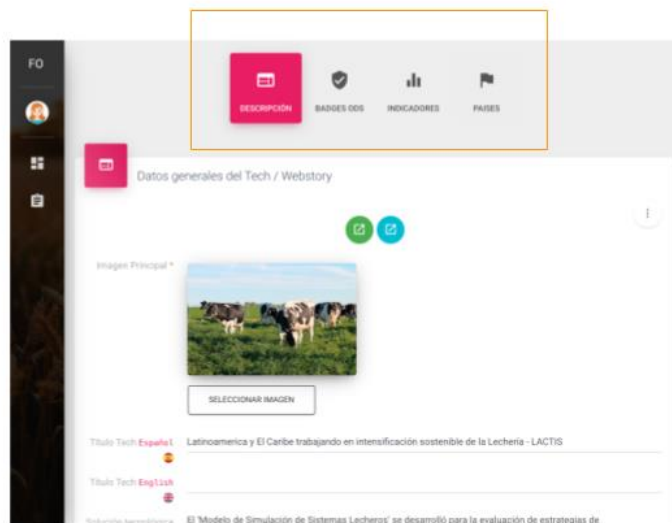 FO
DESCRIPCIÓN
BADGES ODS
INDICADORES
PAISES
Datos generales del Tech / Webstory
Imagen Principal *
SELECCIONAR IMAGEN
Título Tech Español
Latinoamerica y El Caribe trabajando en intensificación sostenible de la Lechería - LACTIS
Título Tech English
Solución tecnológica
El 'Modelo de Simulación de Sistemas Lecheros' se desarrolló para la evaluación de estrategias de